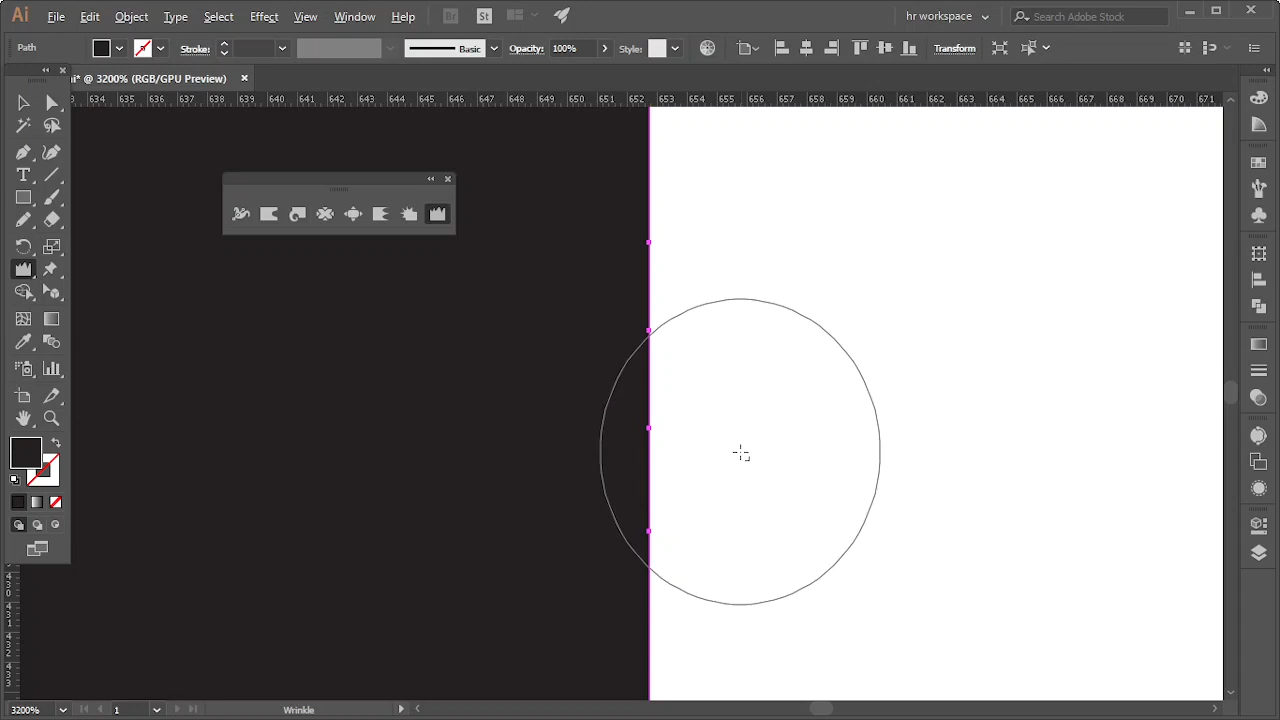 Ai File Edit Object Type Select Effect View Window Help Br St hr workspace Search Adobe Stock
Path Stroke: Basic Opacity: 100% Style: Transform
ai* @ 3200% (RGB/GPU Preview)
634 635 636 637 638 639 640 641 642 643 644 645 646 647 648 649 650 651 652 653 654 655 656 657 658 659 660 661 662 663 664 665 666 667 668 669 670 671
3200% 1 Wrinkle